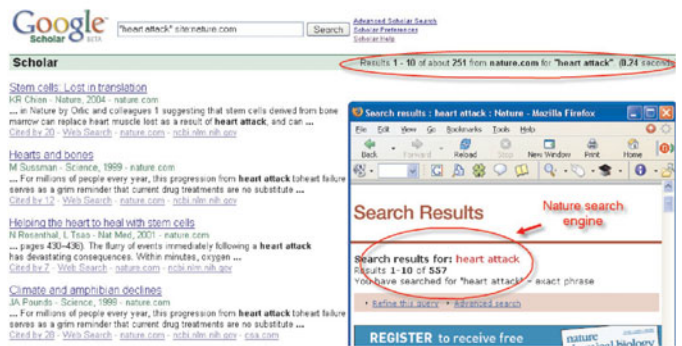 Google
Scholar BETA
"heart attack" site:nature.com
Search
Advanced Scholar Search
Scholar Preferences
Scholar Help
Scholar
Results 1 - 10 of about 251 from nature.com for "heart attack". (0.24 seconds
Stem cells: Lost in translation
KR Chien - Nature, 2004 - nature.com
... in Nature by Orlic and colleagues 1 suggesting that stem cells derived from bone
marrow can replace heart muscle lost as a result of heart attack, and can ...
Cited by 20 - Web Search - nature.com - ncbi.nlm.nih.gov
Hearts and bones
M Sussman - Science, 1999 - nature.com
... For millions of people every year, this progression from heart attack toheart failure
serves as a grim reminder that current drug treatments are no substitute ...
Cited by 12 - Web Search - nature.com - ncbi.nlm.nih.gov
Helping the heart to heal with stem cells
N Rosenthal, L Tsao - Nat Med, 2001 - nature.com
... pages 430–436). The flurry of events immediately following a heart attack
has devastating consequences. Within minutes, oxygen ...
Cited by 7 - Web Search - nature.com - ncbi.nlm.nih.gov
Climate and amphibian declines
JA Pounds - Science, 1999 - nature.com
... For millions of people every year, this progression from heart attack toheart failure
serves as a grim reminder that current drug treatments are no substitute ...
Cited by 28 - Web Search - nature.com - ncbi.nlm.nih.gov - csa.com
Search results : heart attack : Nature - Mozilla Firefox
File Edit View Go Bookmarks Tools Help
Back Forward Reload Stop New Window Print Home
Search Results
Nature search
engine
Search results for: heart attack
Results 1-10 of 557
You have searched for "heart attack" - exact phrase
• Refine this query • Advanced search
REGISTER to receive free
nature
chemical biology